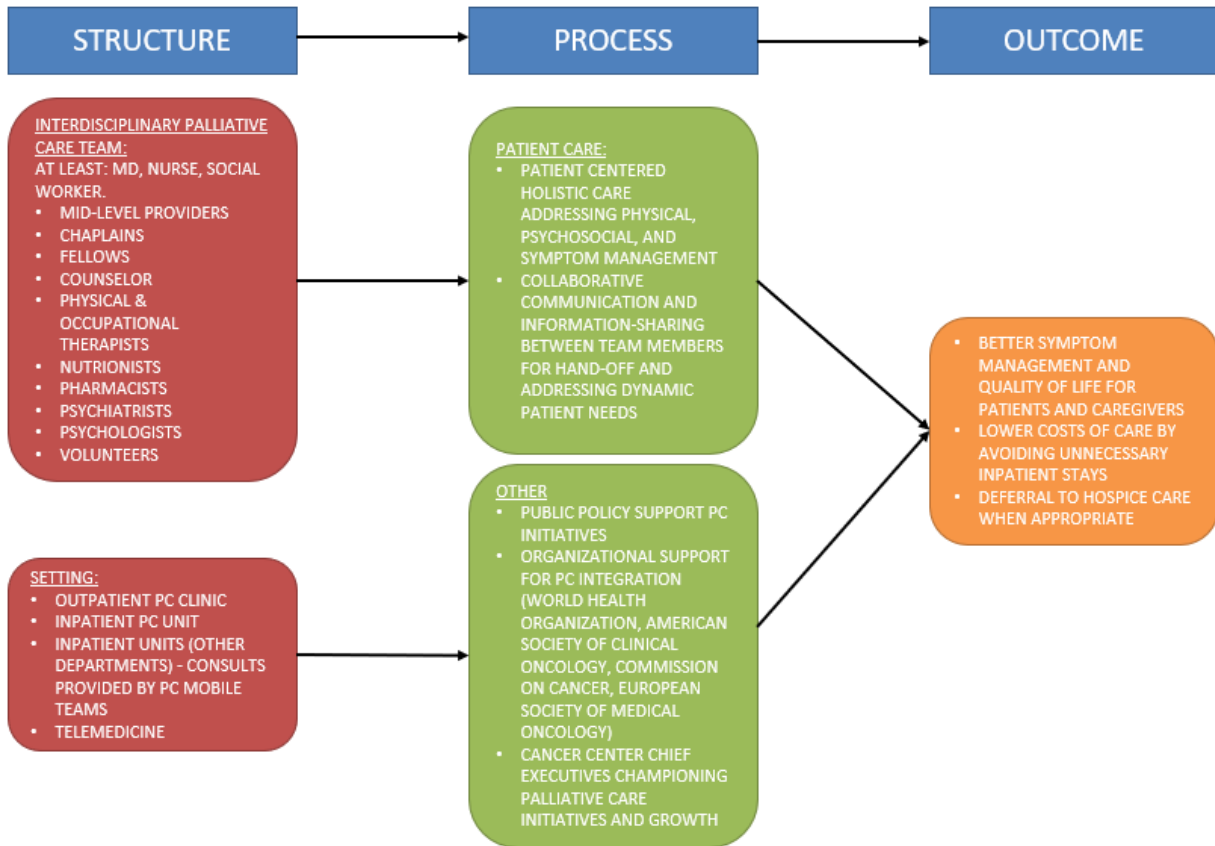 STRUCTURE
PROCESS
OUTCOME
INTERDISCIPLINARY PALLIATIVE
CARE TEAM:
AT LEAST: MD, NURSE, SOCIAL
WORKER.
• MID-LEVEL PROVIDERS
• CHAPLAINS
• FELLOWS
• COUNSELOR
• PHYSICAL &
OCCUPATIONAL
THERAPISTS
• NUTRIONISTS
• PHARMACISTS
• PSYCHIATRISTS
• PSYCHOLOGISTS
• VOLUNTEERS
SETTING:
• OUTPATIENT PC CLINIC
• INPATIENT PC UNIT
• INPATIENT UNITS (OTHER
DEPARTMENTS) - CONSULTS
PROVIDED BY PC MOBILE
TEAMS
• TELEMEDICINE
PATIENT CARE:
• PATIENT CENTERED
HOLISTIC CARE
ADDRESSING PHYSICAL,
PSYCHOSOCIAL, AND
SYMPTOM MANAGEMENT
• COLLABORATIVE
COMMUNICATION AND
INFORMATION-SHARING
BETWEEN TEAM MEMBERS
FOR HAND-OFF AND
ADDRESSING DYNAMIC
PATIENT NEEDS
OTHER
• PUBLIC POLICY SUPPORT PC
INITIATIVES
• ORGANIZATIONAL SUPPORT
FOR PC INTEGRATION
(WORLD HEALTH
ORGANIZATION, AMERICAN
SOCIETY OF CLINICAL
ONCOLOGY, COMMISSION
ON CANCER, EUROPEAN
SOCIETY OF MEDICAL
ONCOLOGY)
• CANCER CENTER CHIEF
EXECUTIVES CHAMPIONING
PALLIATIVE CARE
INITIATIVES AND GROWTH
• BETTER SYMPTOM
MANAGEMENT AND
QUALITY OF LIFE FOR
PATIENTS AND CAREGIVERS
• LOWER COSTS OF CARE BY
AVOIDING UNNECESSARY
INPATIENT STAYS
• DEFERRAL TO HOSPICE CARE
WHEN APPROPRIATE